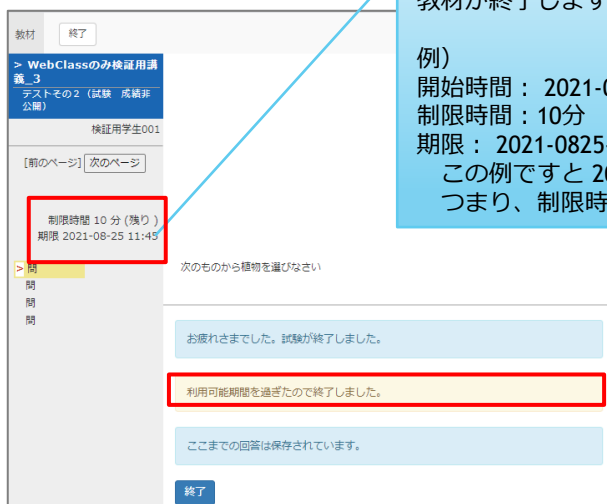 教材 終了
> WebClassのみ検証用講
義_3
テストその2（試験 成績非
公開）
検証用学生001
[前のページ] 次のページ
制限時間 10 分 (残り )
期限 2021-08-25 11:45
> 問
問
問
問
教材が終了します
例）
開始時間： 2021-0
制限時間：10分
期限： 2021-0825-
この例ですと 20
つまり、制限時
次のものから植物を選びなさい
お疲れさまでした。試験が終了しました。
利用可能期間を過ぎたので終了しました。
ここまでの回答は保存されています。
終了